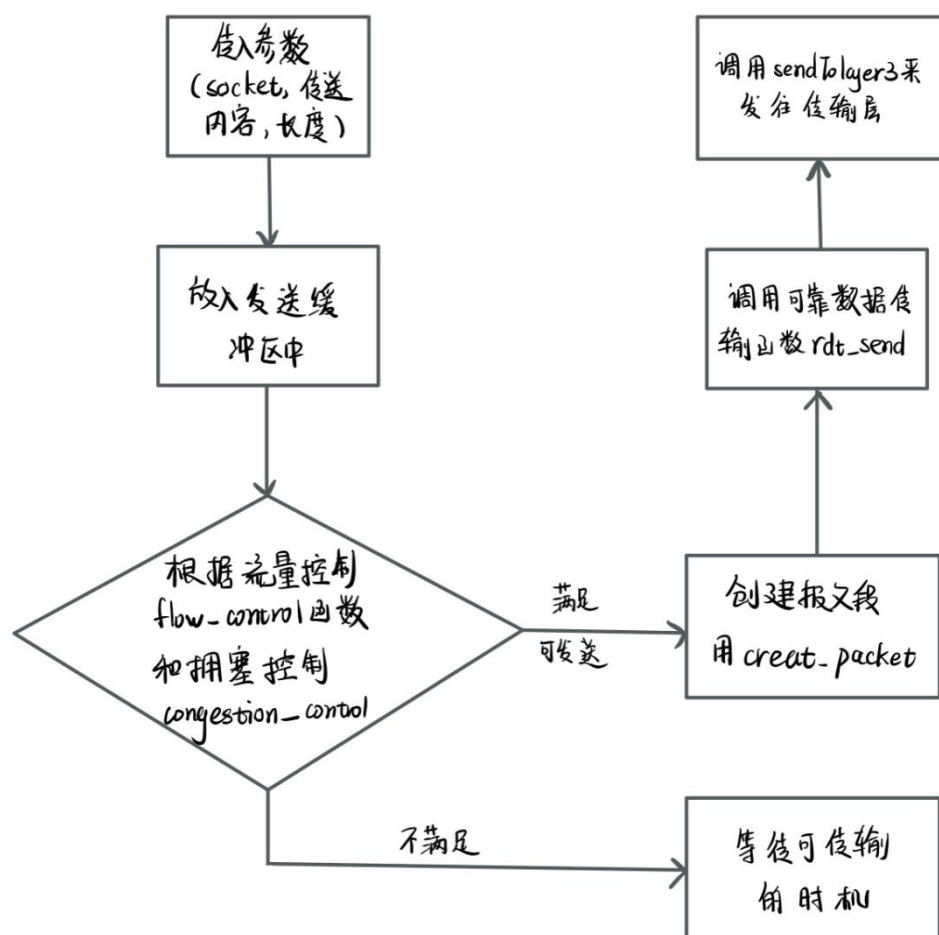 传入参数
(socket, 传送
内容, 长度)
放入发送缓
冲区中
根据流量控制
flow_control函数
和拥塞控制
congestion_control
满足
可发送
创建报文段
用creat_packet
调用可靠数据传
输函数rdt_send
调用sendTolayer3来
发往传输层
不满足
等待可传输
的时机